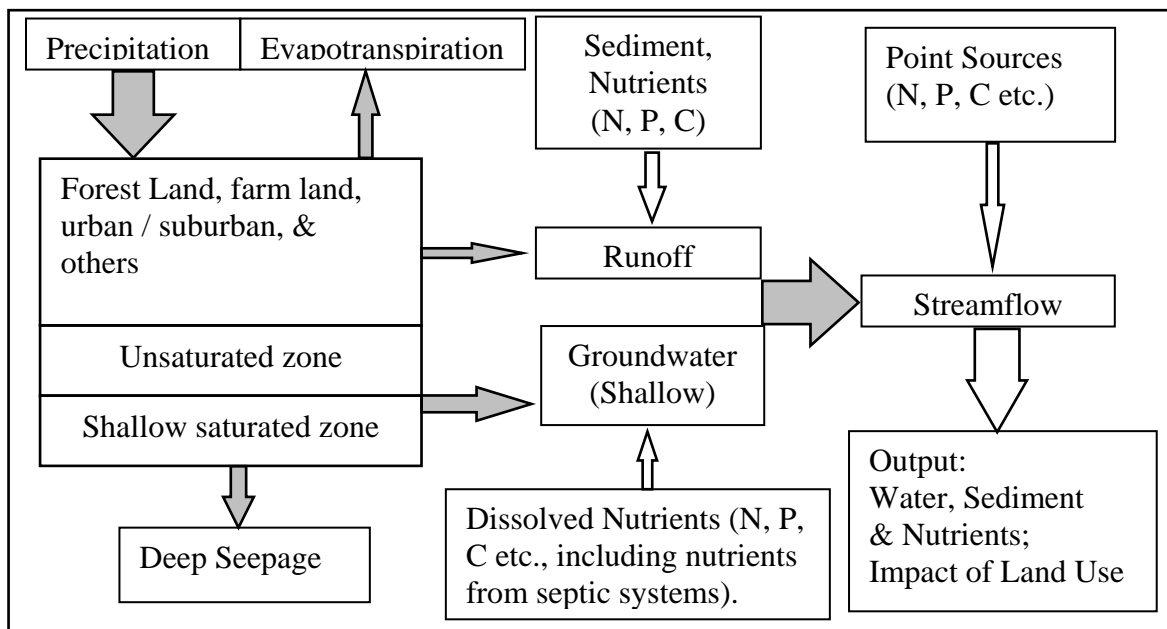 Precipitation
Evapotranspiration
Sediment,
Nutrients
(N, P, C)
Point Sources
(N, P, C etc.)
Forest Land, farm land,
urban / suburban, &
others
Runoff
Streamflow
Unsaturated zone
Groundwater
(Shallow)
Shallow saturated zone
Output:
Water, Sediment
& Nutrients;
Impact of Land Use
Dissolved Nutrients (N, P,
C etc., including nutrients
from septic systems).
Deep Seepage